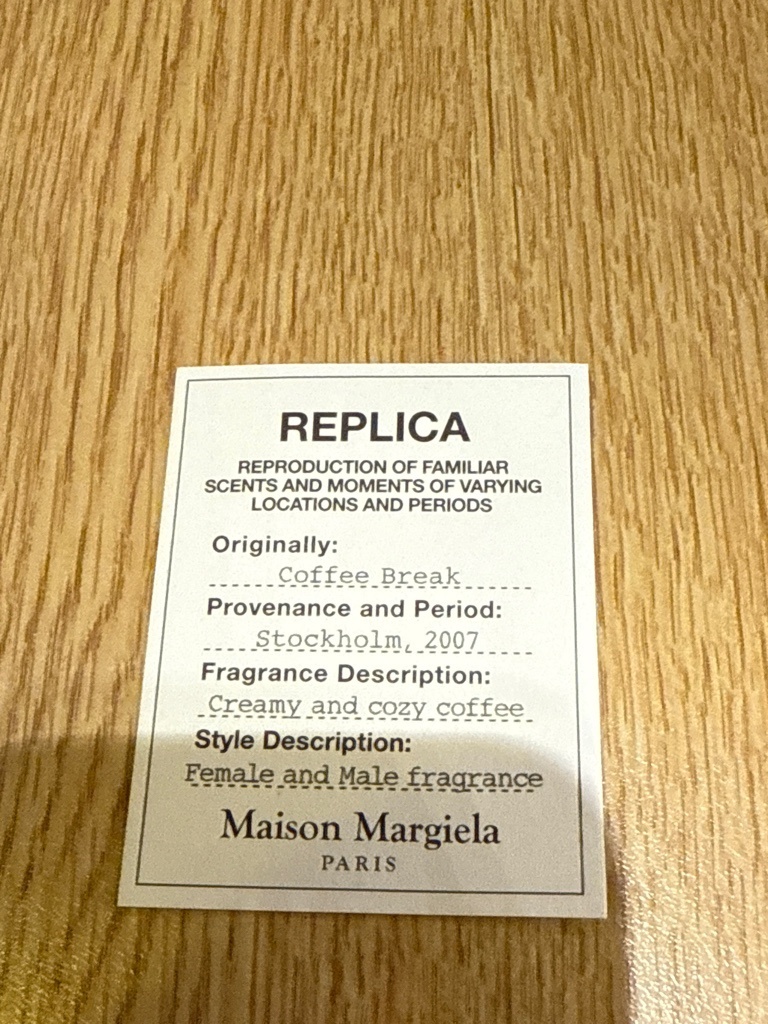 REPLICA
REPRODUCTION OF FAMILIAR
SCENTS AND MOMENTS OF VARYING
LOCATIONS AND PERIODS
Originally:
Coffee Break
Provenance and Period:
Stockholm, 2007
Fragrance Description:
Creamy and cozy coffee
Style Description:
Female and Male fragrance
Maison Margiela
PARIS